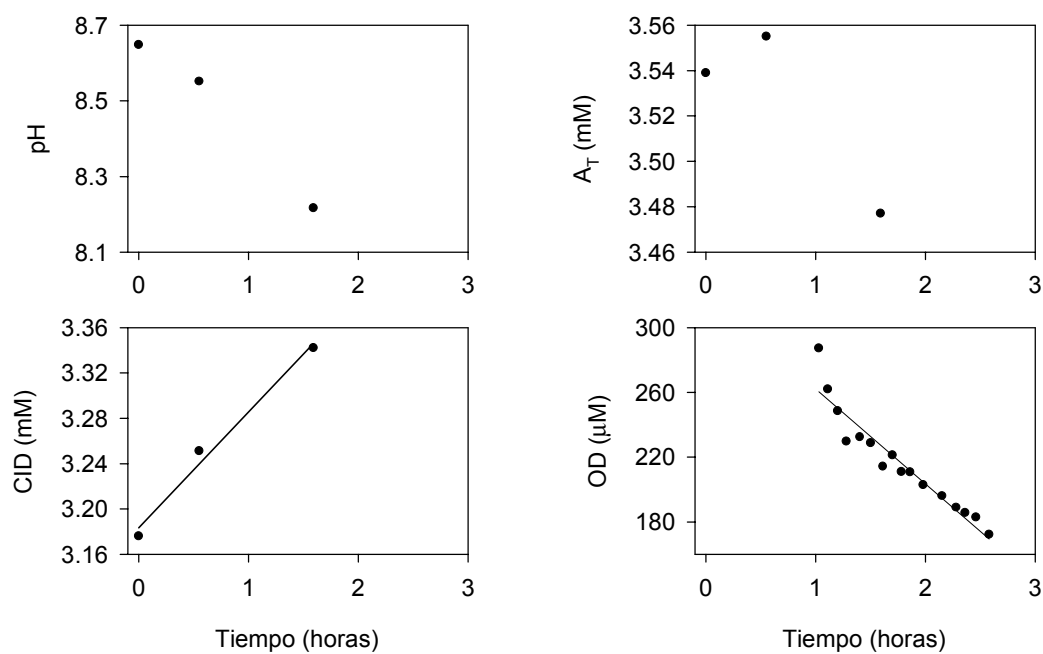 8.7
8.5
8.3
8.1
pH
0 1 2 3
3.56
3.54
3.52
3.50
3.48
3.46
A_T (mM)
0 1 2 3
3.36
3.32
3.28
3.24
3.20
3.16
CID (mM)
0 1 2 3
Tiempo (horas)
300
260
220
180
OD (μM)
0 1 2 3
Tiempo (horas)